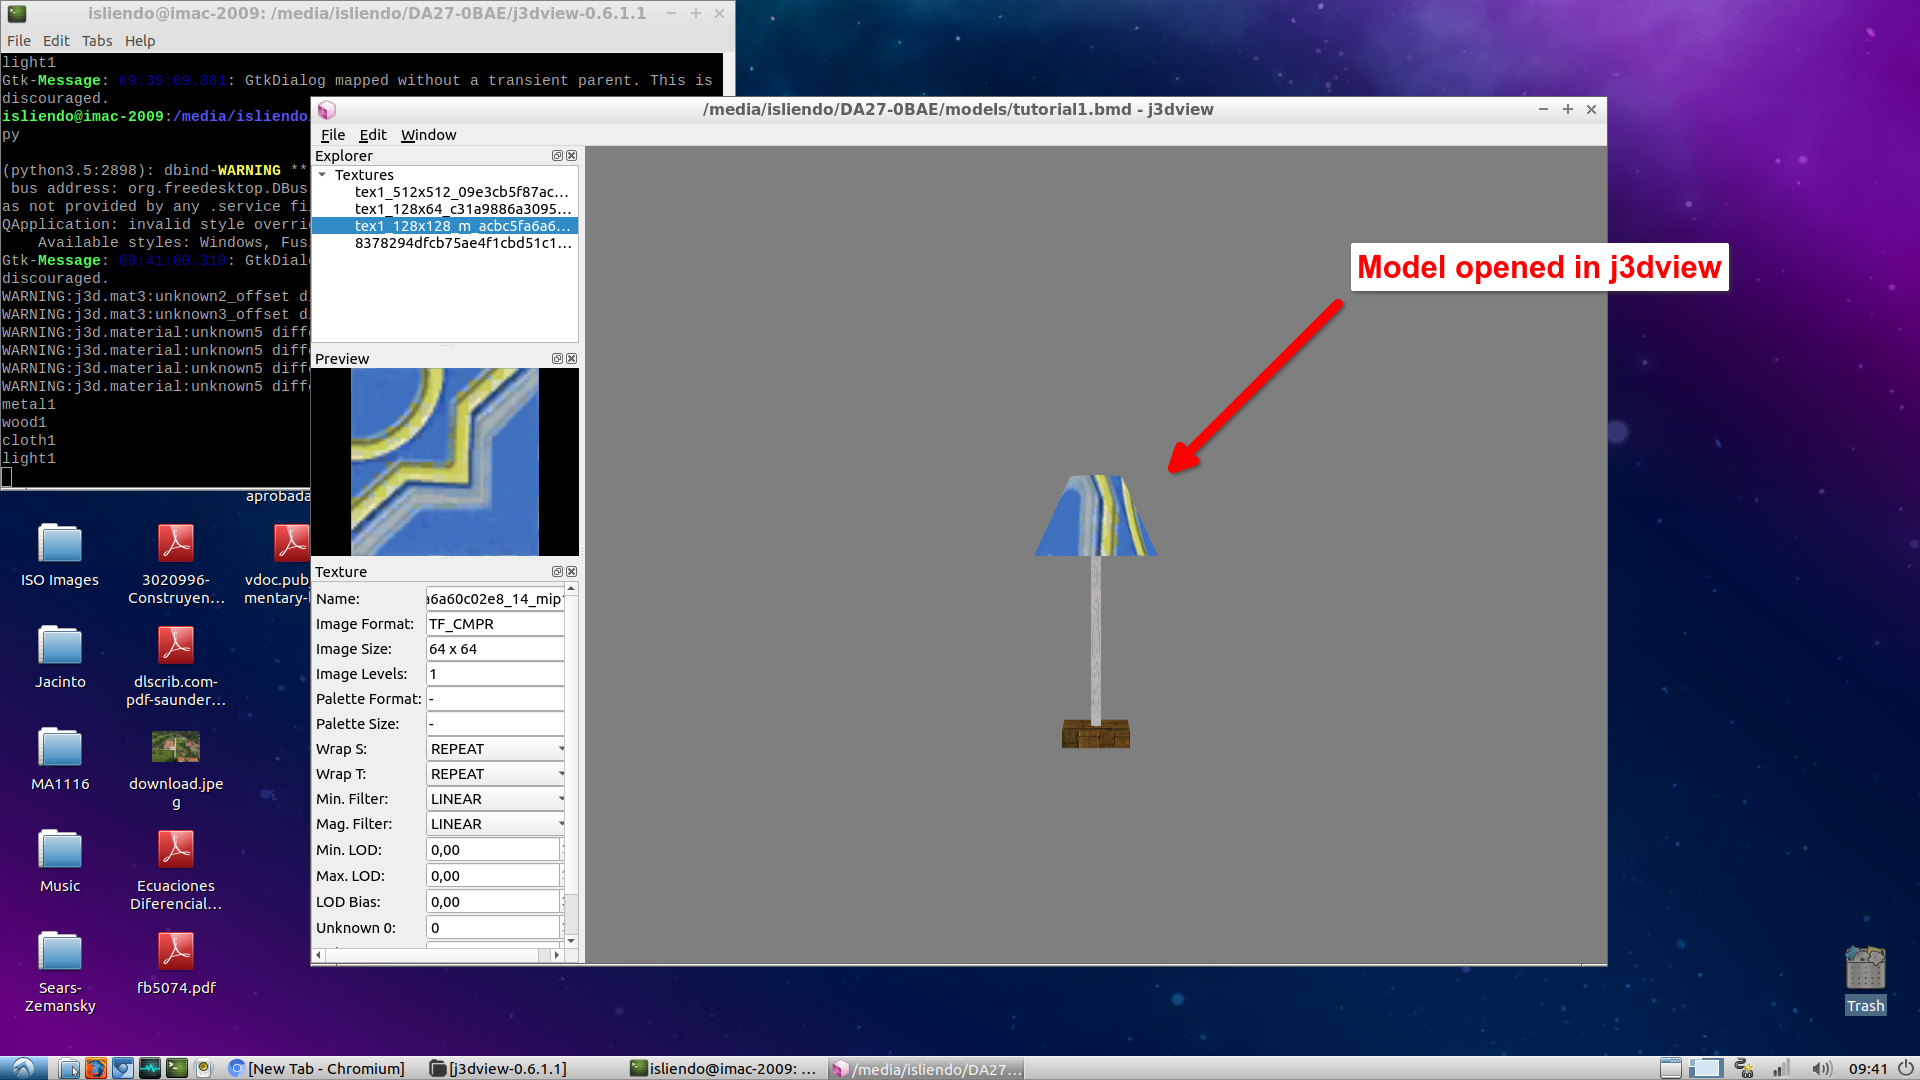 isliendo@imac-2009: /media/isliendo/DA27-0BAE/j3dview-0.6.1.1
File Edit Tabs Help
light1
Gtk-Message: 09:39:09.881: GtkDialog mapped without a transient parent. This is
discouraged.
isliendo@imac-2009:/media/isliendo
py
(python3.5:2898): dbind-WARNING **
bus address: org.freedesktop.DBus
as not provided by any .service fi
QApplication: invalid style overri
Available styles: Windows, Fus
Gtk-Message: 09:41:00.310: GtkDial
discouraged.
WARNING:j3d.mat3:unknown2_offset d
WARNING:j3d.mat3:unknown3_offset d
WARNING:j3d.material:unknown5 diff
WARNING:j3d.material:unknown5 diff
WARNING:j3d.material:unknown5 diff
WARNING:j3d.material:unknown5 diff
metal1
wood1
cloth1
light1
/media/isliendo/DA27-0BAE/models/tutorial1.bmd - j3dview
File Edit Window
Explorer
Textures
tex1_512x512_09e3cb5f87ac...
tex1_128x64_c31a9886a3095...
tex1_128x128_m_acbc5fa6a6...
8378294dfcb75ae4f1cbd51c1...
Preview
Texture
Name: a6a60c02e8_14_mip
Image Format: TF_CMPR
Image Size: 64 x 64
Image Levels: 1
Palette Format: -
Palette Size: -
Wrap S: REPEAT
Wrap T: REPEAT
Min. Filter: LINEAR
Mag. Filter: LINEAR
Min. LOD: 0,00
Max. LOD: 0,00
LOD Bias: 0,00
Unknown 0: 0
Model opened in j3dview
aprobada
ISO Images
3020996-
Construyen...
vdoc.pub
mentary-
Jacinto
dlscrib.com-
pdf-saunder...
MA1116
download.jpe
g
Music
Ecuaciones
Diferencial...
Sears-
Zemansky
fb5074.pdf
Trash
[New Tab - Chromium]
[j3dview-0.6.1.1]
isliendo@imac-2009: ...
/media/isliendo/DA27...
09:41